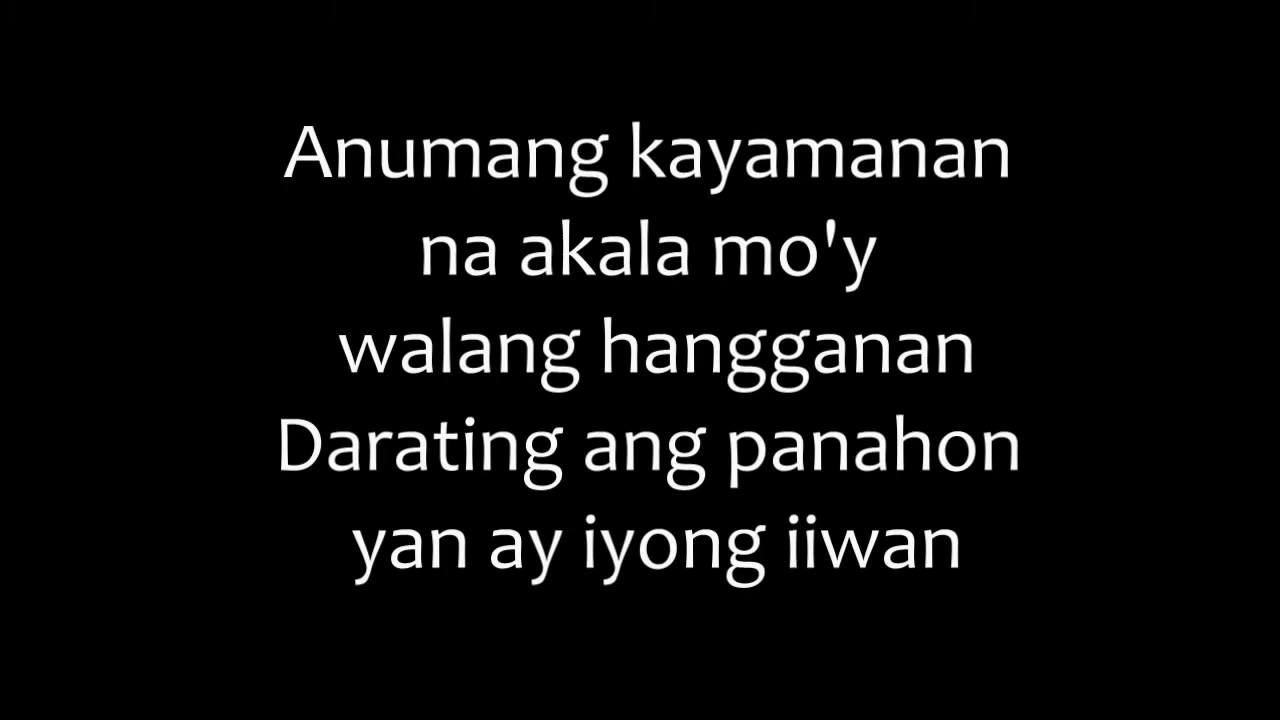 Anumang kayamanan
na akala mo'y
walang hangganan
Darating ang panahon
yan ay iyong iiwan